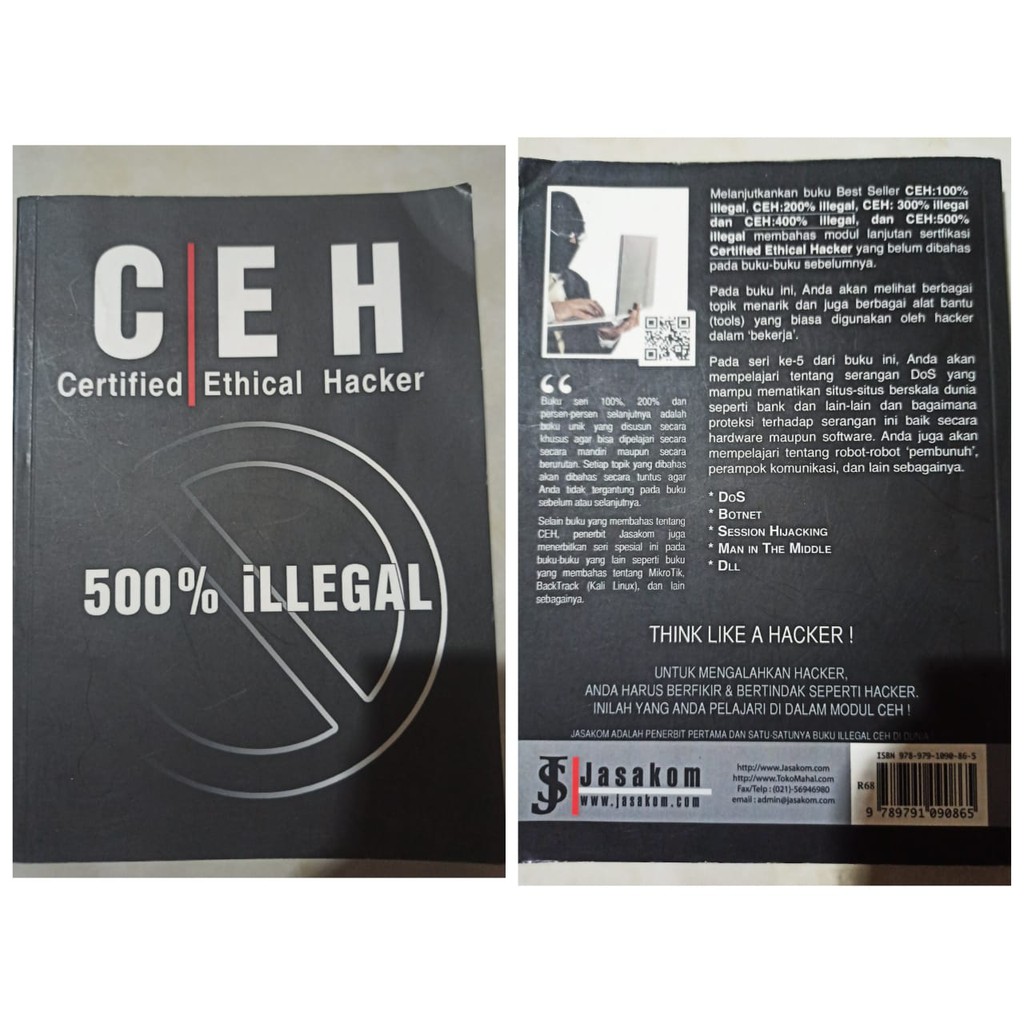 C|EH
Certified Ethical Hacker
500% iLLEGAL
Melanjutkankan buku Best Seller CEH:100%
illegal, CEH:200% illegal, CEH: 300% illegal
dan CEH:400% illegal, dan CEH:500%
illegal membahas modul lanjutan sertfikasi
Certified Ethical Hacker yang belum dibahas
pada buku-buku sebelumnya.
Pada buku ini, Anda akan melihat berbagai
topik menarik dan juga berbagai alat bantu
(tools) yang biasa digunakan oleh hacker
dalam 'bekerja'.
Pada seri ke-5 dari buku ini, Anda akan
mempelajari tentang serangan DoS yang
mampu mematikan situs-situs berskala dunia
seperti bank dan lain-lain dan bagaimana
proteksi terhadap serangan ini baik secara
hardware maupun software. Anda juga akan
mempelajari tentang robot-robot 'pembunuh',
perampok komunikasi, dan lain sebagainya.
* DoS
* Botnet
* Session Hijacking
* Man in The Middle
* Dll
“
Buku seri 100%, 200% dan
persen-persen selanjutnya adalah
buku unik yang disusun secara
khusus agar bisa dipelajari secara
secara mandiri maupun secara
berurutan. Setiap topik yang dibahas
akan dibahas secara tuntus agar
Anda tidak tergantung pada buku
sebelum atau selanjutnya.
Selain buku yang membahas tentang
CEH, penerbit Jasakom juga
menerbitkan seri spesial ini pada
buku-buku yang lain seperti buku
yang membahas tentang MikroTik,
BackTrack (Kali Linux), dan lain
sebagainya.
THINK LIKE A HACKER !
UNTUK MENGALAHKAN HACKER,
ANDA HARUS BERFIKIR & BERTINDAK SEPERTI HACKER.
INILAH YANG ANDA PELAJARI DI DALAM MODUL CEH !
JASAKOM ADALAH PENERBIT PERTAMA DAN SATU-SATUNYA BUKU ILLEGAL CEH DI DUNIA
JS Jasakom
www.jasakom.com
http://www.Jasakom.com
http://www.TokoMahal.com
Fax/Telp : (021)-56946980
email : admin@jasakom.com
ISBN 978-979-1090-86-5
R68
9 789791 090865